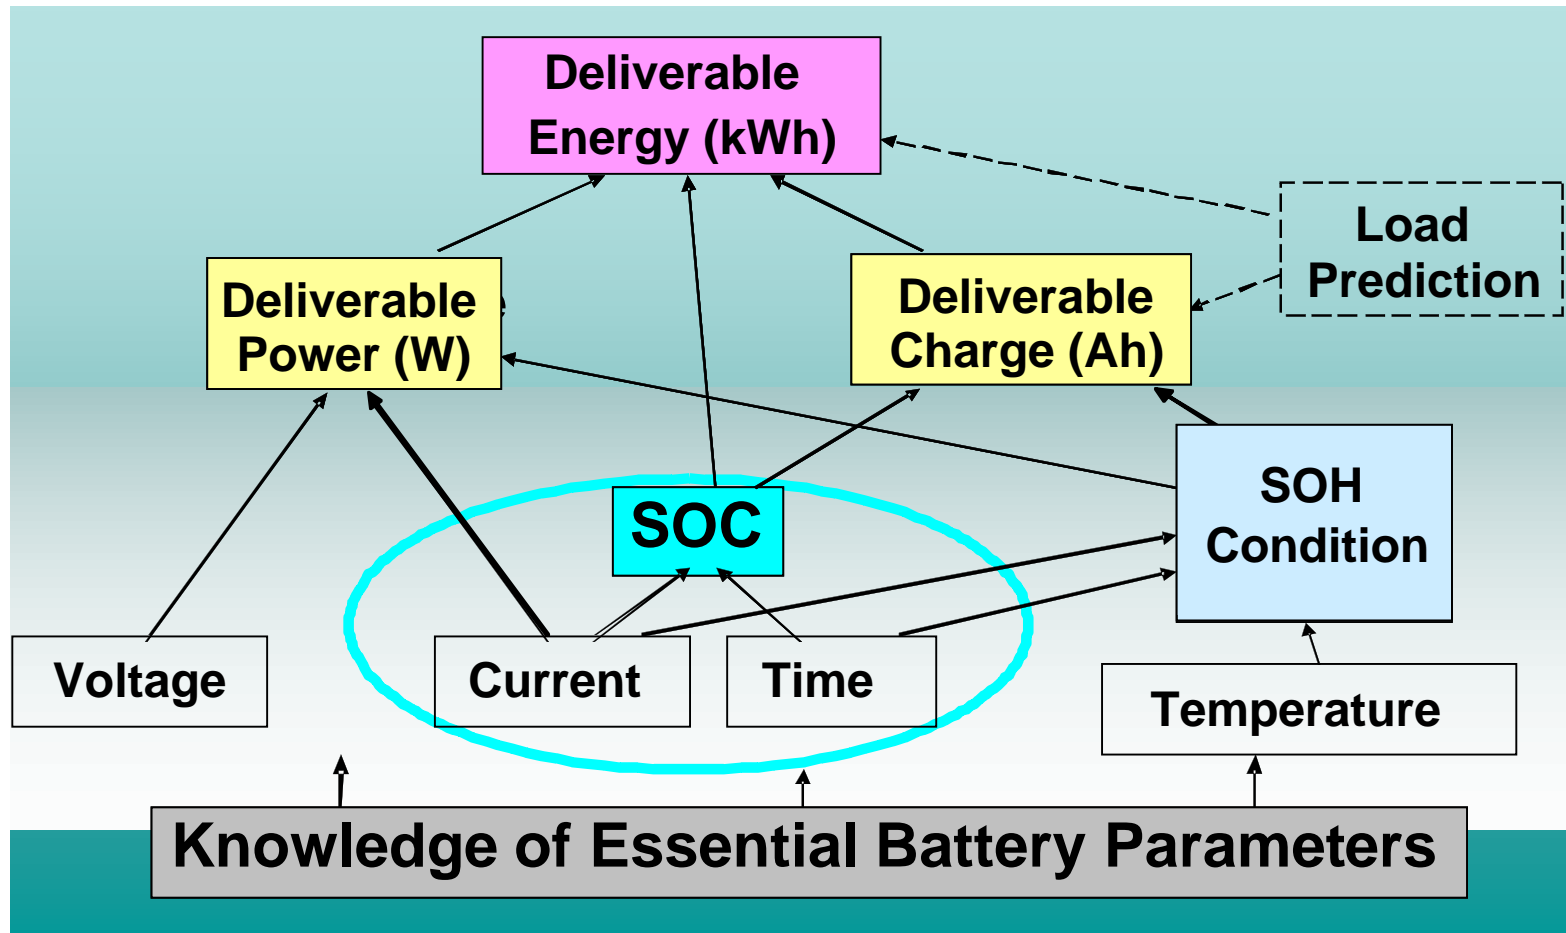 Deliverable
Energy (kWh)
Load
Prediction
Deliverable
Power (W)
Deliverable
Charge (Ah)
SOC
SOH
Condition
Voltage
Current
Time
Temperature
Knowledge of Essential Battery Parameters